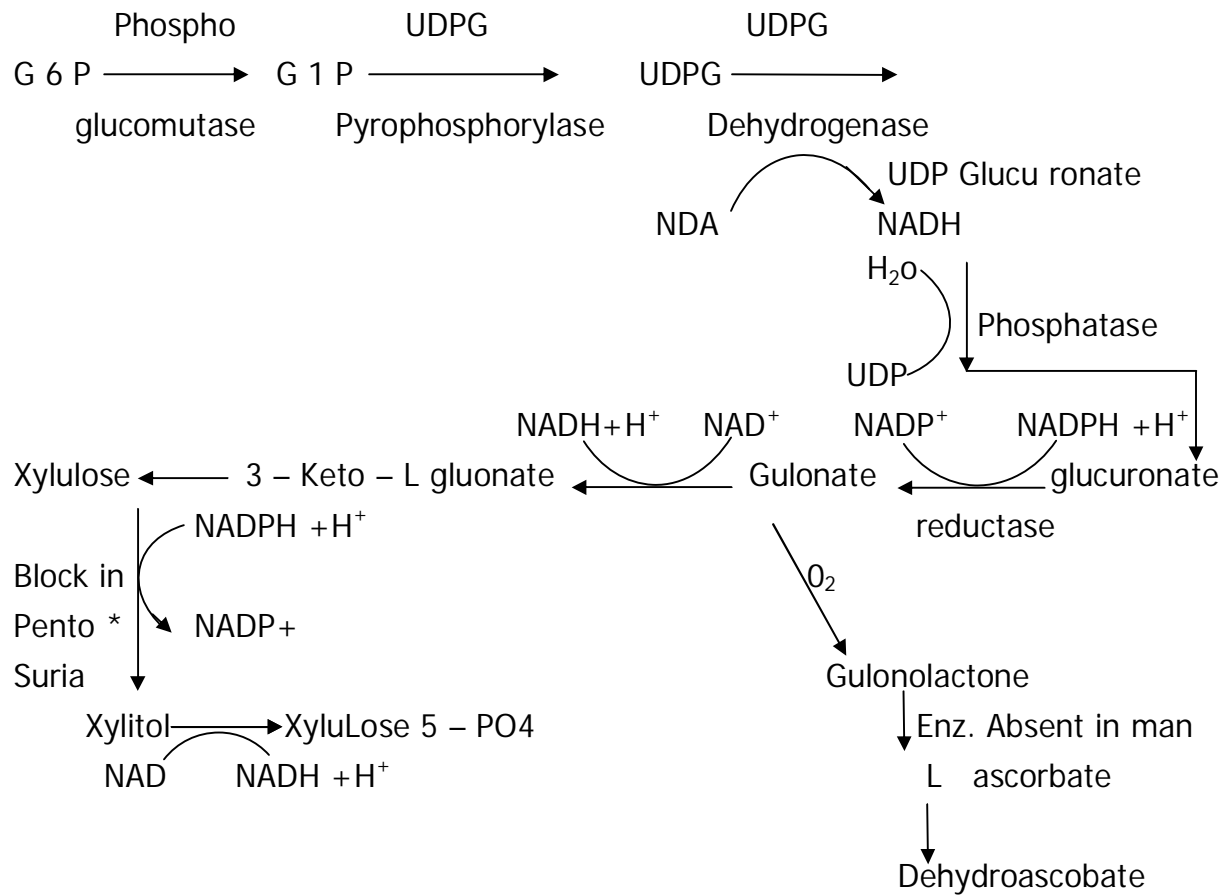 Phospho UDPG UDPG
G 6 P G 1 P UDPG
glucomutase Pyrophosphorylase Dehydrogenase
UDP Glucu ronate
NDA NADH
H₂o
Phosphatase
UDP
NADH+H⁺ NAD⁺ NADP⁺ NADPH +H⁺
Xylulose 3 – Keto – L gluonate Gulonate glucuronate
NADPH +H⁺ reductase
Block in 0₂
Pento * NADP+
Suria Gulonolactone
Xylitol XyluLose 5 – PO4 Enz. Absent in man
NAD NADH +H⁺ L ascorbate
Dehydroascobate